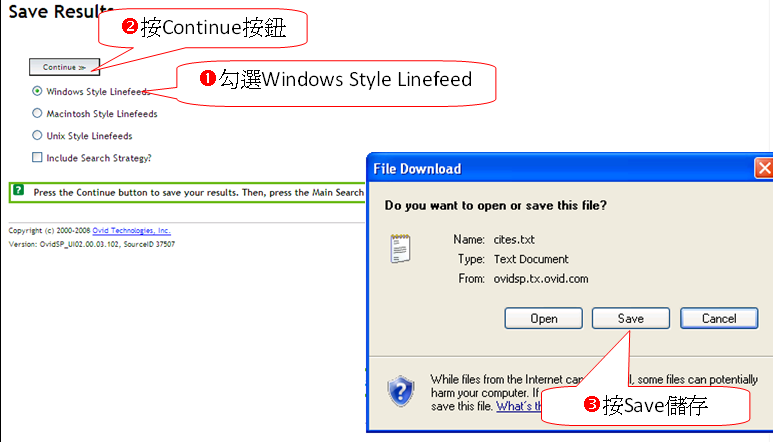 Save Results
❷按Continue按鈕
Continue ≫
❶勾選Windows Style Linefeed
Windows Style Linefeeds
Macintosh Style Linefeeds
Unix Style Linefeeds
Include Search Strategy?
? Press the Continue button to save your results. Then, press the Main Search
Copyright (c) 2000-2008 Ovid Technologies, Inc.
Version: OvidSP_UI02.00.03.102, SourceID 37507
File Download
Do you want to open or save this file?
Name: cites.txt
Type: Text Document
From: ovidsp.tx.ovid.com
Open Save Cancel
While files from the Internet can , some files can potentially
harm your computer. If
save this file. What's the
❸按Save儲存